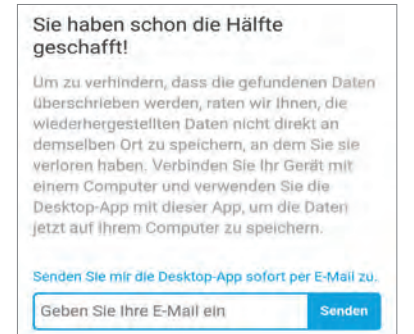 Sie haben schon die Hälfte
geschafft!
Um zu verhindern, dass die gefundenen Daten
überschrieben werden, raten wir Ihnen, die
wiederhergestellten Daten nicht direkt an
demselben Ort zu speichern, an dem Sie sie
verloren haben. Verbinden Sie Ihr Gerät mit
einem Computer und verwenden Sie die
Desktop-App mit dieser App, um die Daten
jetzt auf Ihrem Computer zu speichern.
Senden Sie mir die Desktop-App sofort per E-Mail zu.
Geben Sie Ihre E-Mail ein Senden